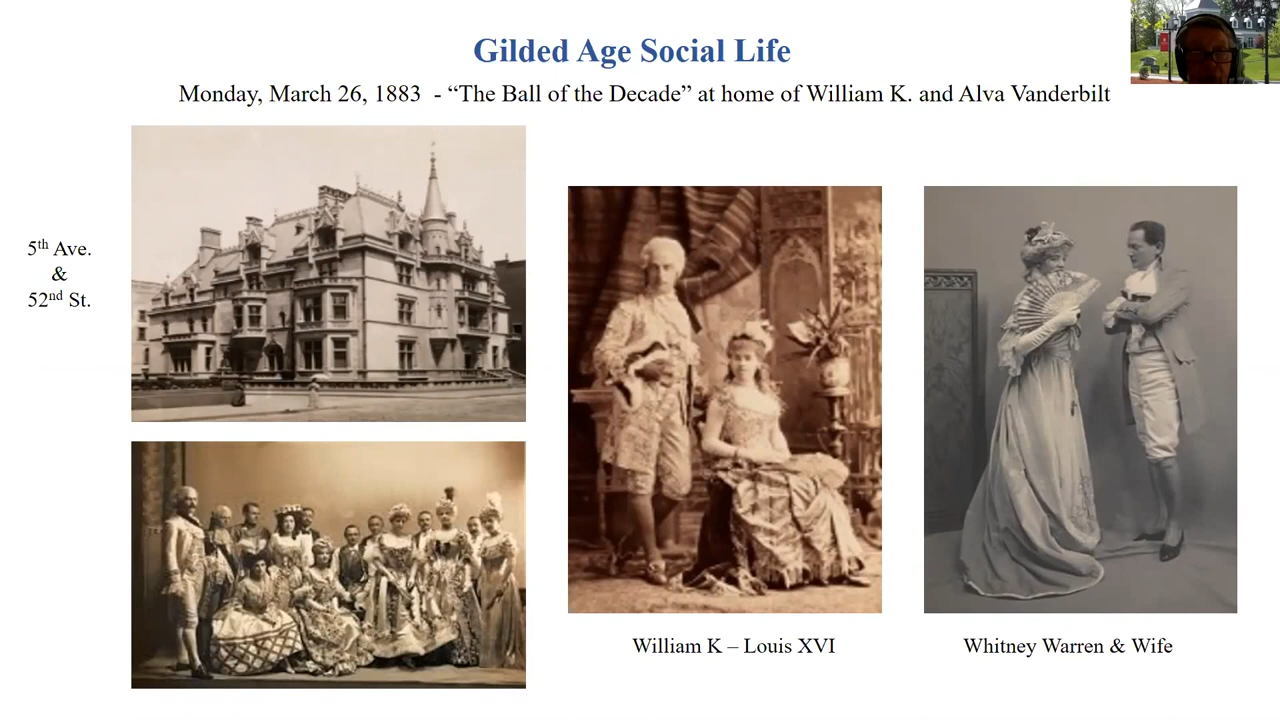 Gilded Age Social Life
Monday, March 26, 1883 - “The Ball of the Decade” at home of William K. and Alva Vanderbilt
5th Ave.
&
52nd St.
William K – Louis XVI
Whitney Warren & Wife